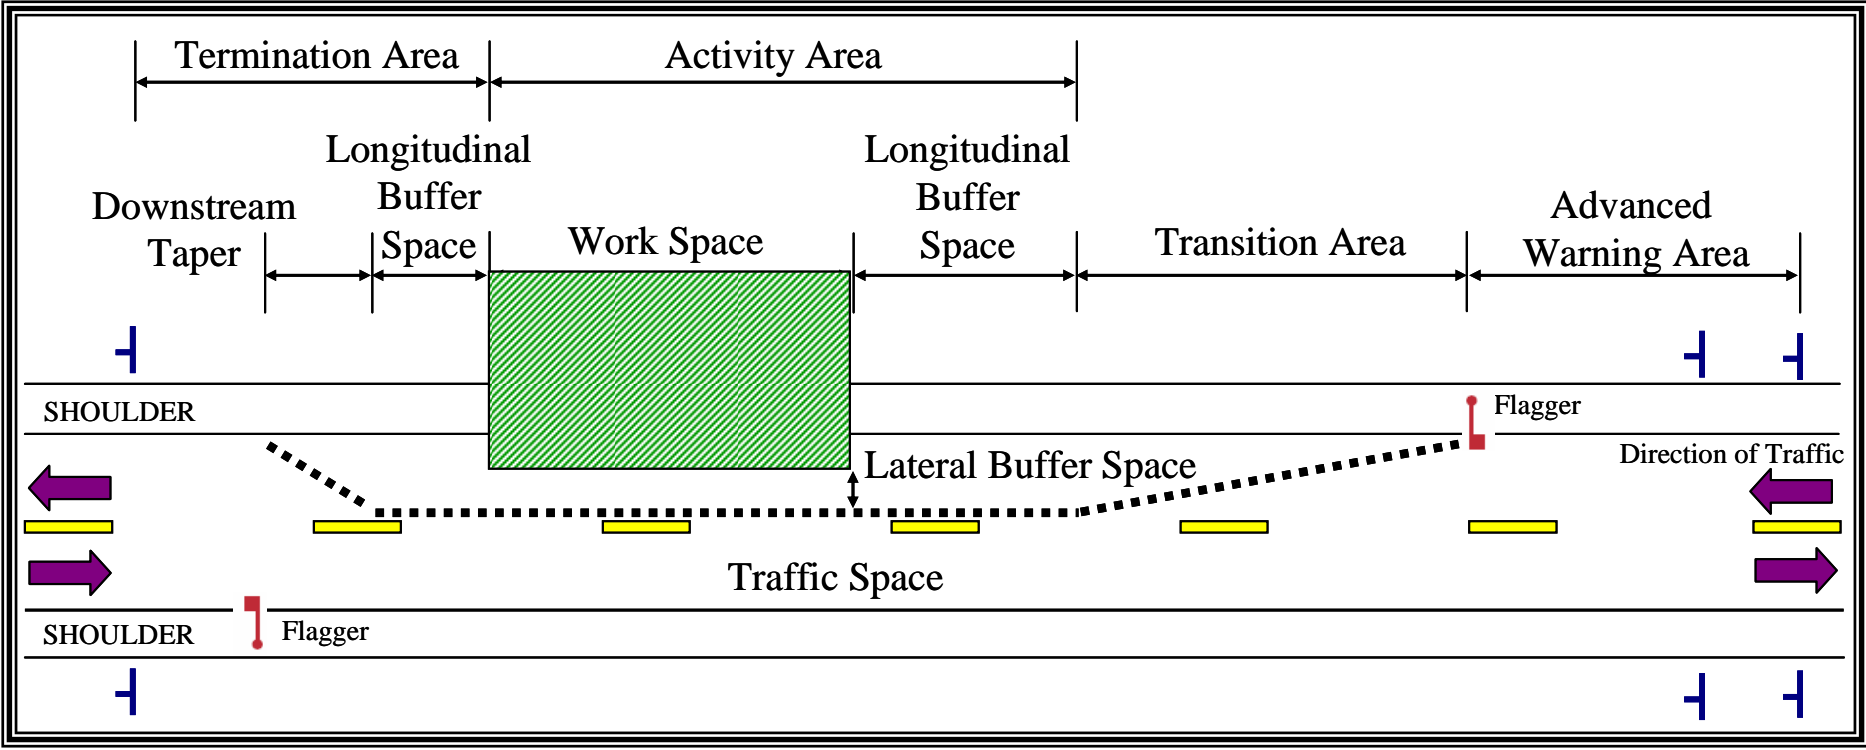 Termination Area
Activity Area
Longitudinal
Buffer
Space
Longitudinal
Buffer
Space
Downstream
Taper
Work Space
Transition Area
Advanced
Warning Area
SHOULDER
Flagger
Direction of Traffic
Lateral Buffer Space
Traffic Space
SHOULDER
Flagger